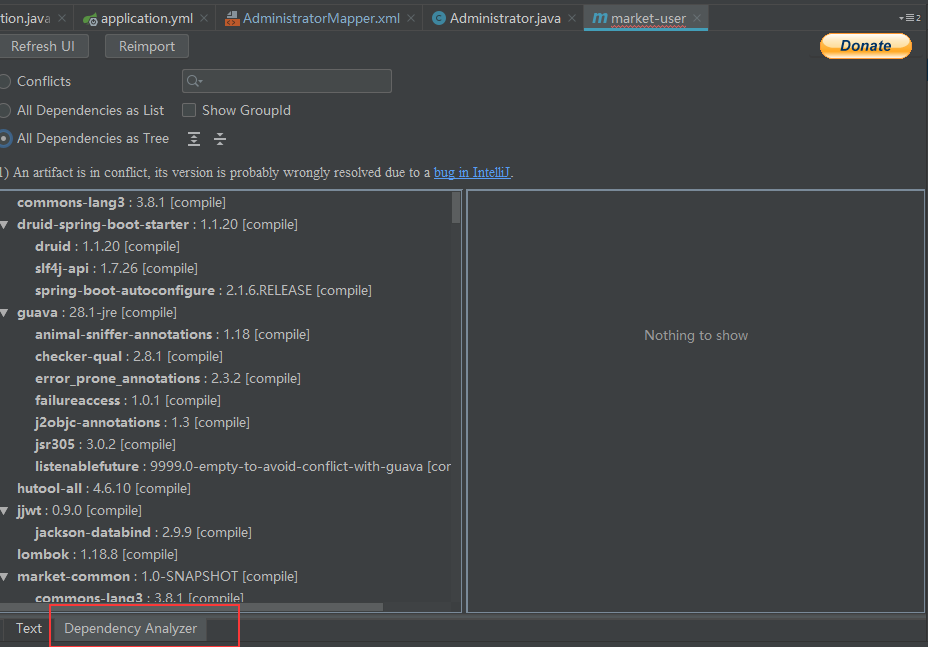 tion.java application.yml AdministratorMapper.xml Administrator.java m market-user 2
Refresh UI Reimport Donate
Conflicts
All Dependencies as List Show GroupId
All Dependencies as Tree
1) An artifact is in conflict, its version is probably wrongly resolved due to a bug in IntelliJ.
commons-lang3 : 3.8.1 [compile]
druid-spring-boot-starter : 1.1.20 [compile]
druid : 1.1.20 [compile]
slf4j-api : 1.7.26 [compile]
spring-boot-autoconfigure : 2.1.6.RELEASE [compile]
guava : 28.1-jre [compile]
animal-sniffer-annotations : 1.18 [compile]
Nothing to show
checker-qual : 2.8.1 [compile]
error_prone_annotations : 2.3.2 [compile]
failureaccess : 1.0.1 [compile]
j2objc-annotations : 1.3 [compile]
jsr305 : 3.0.2 [compile]
listenablefuture : 9999.0-empty-to-avoid-conflict-with-guava [cor
hutool-all : 4.6.10 [compile]
jjwt : 0.9.0 [compile]
jackson-databind : 2.9.9 [compile]
lombok : 1.18.8 [compile]
market-common : 1.0-SNAPSHOT [compile]
commons-lang3 : 3.8.1 [compile]
Text Dependency Analyzer